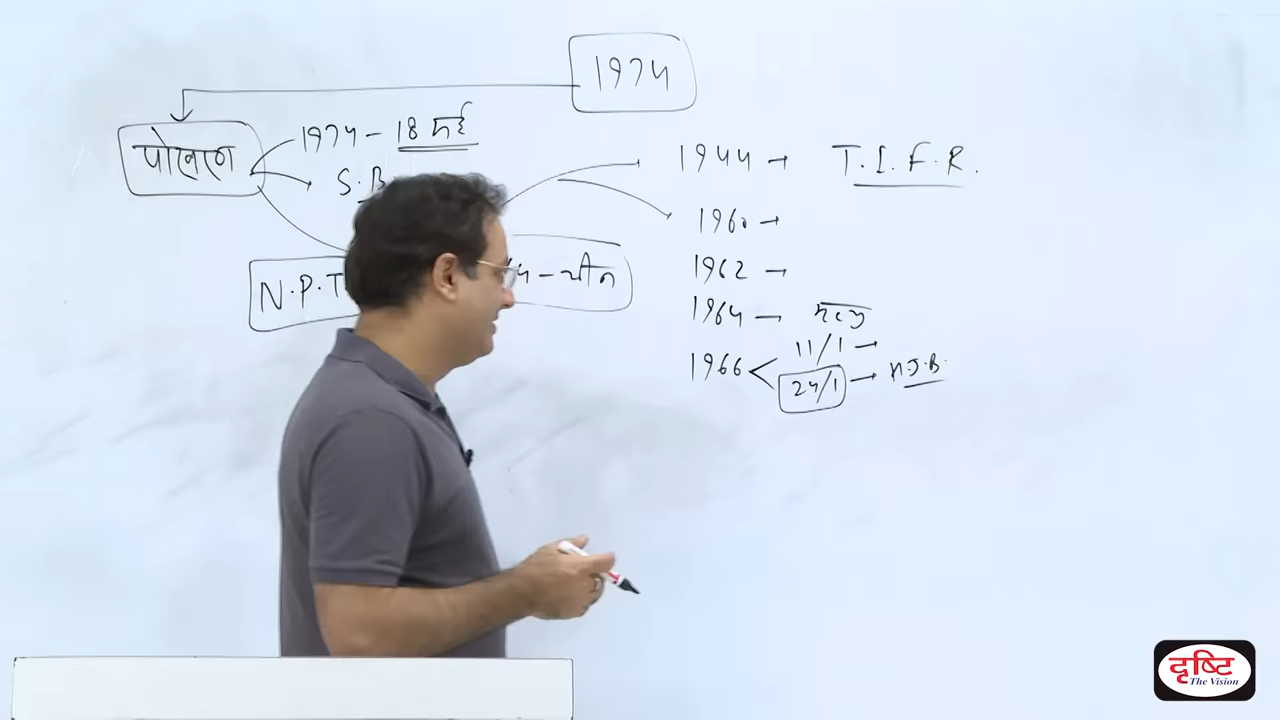 1974
पोखरण
1974 - 18 मई
S.B
N.P.T
चीन
1944 → T.I.F.R.
1960 →
1962 →
1964 →
1966
11/1 →
24/1 → H.J.B.
दृष्टि
The Vision